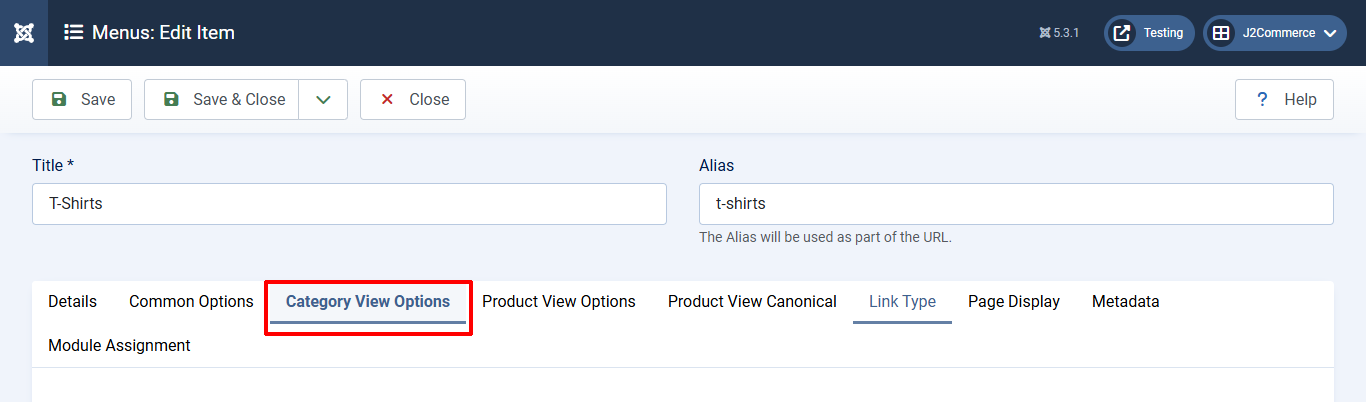 Menus: Edit Item 5.3.1 Testing J2Commerce
Save Save & Close Close ? Help
Title * Alias
T-Shirts t-shirts
The Alias will be used as part of the URL.
Details Common Options Category View Options Product View Options Product View Canonical Link Type Page Display Metadata
Module Assignment